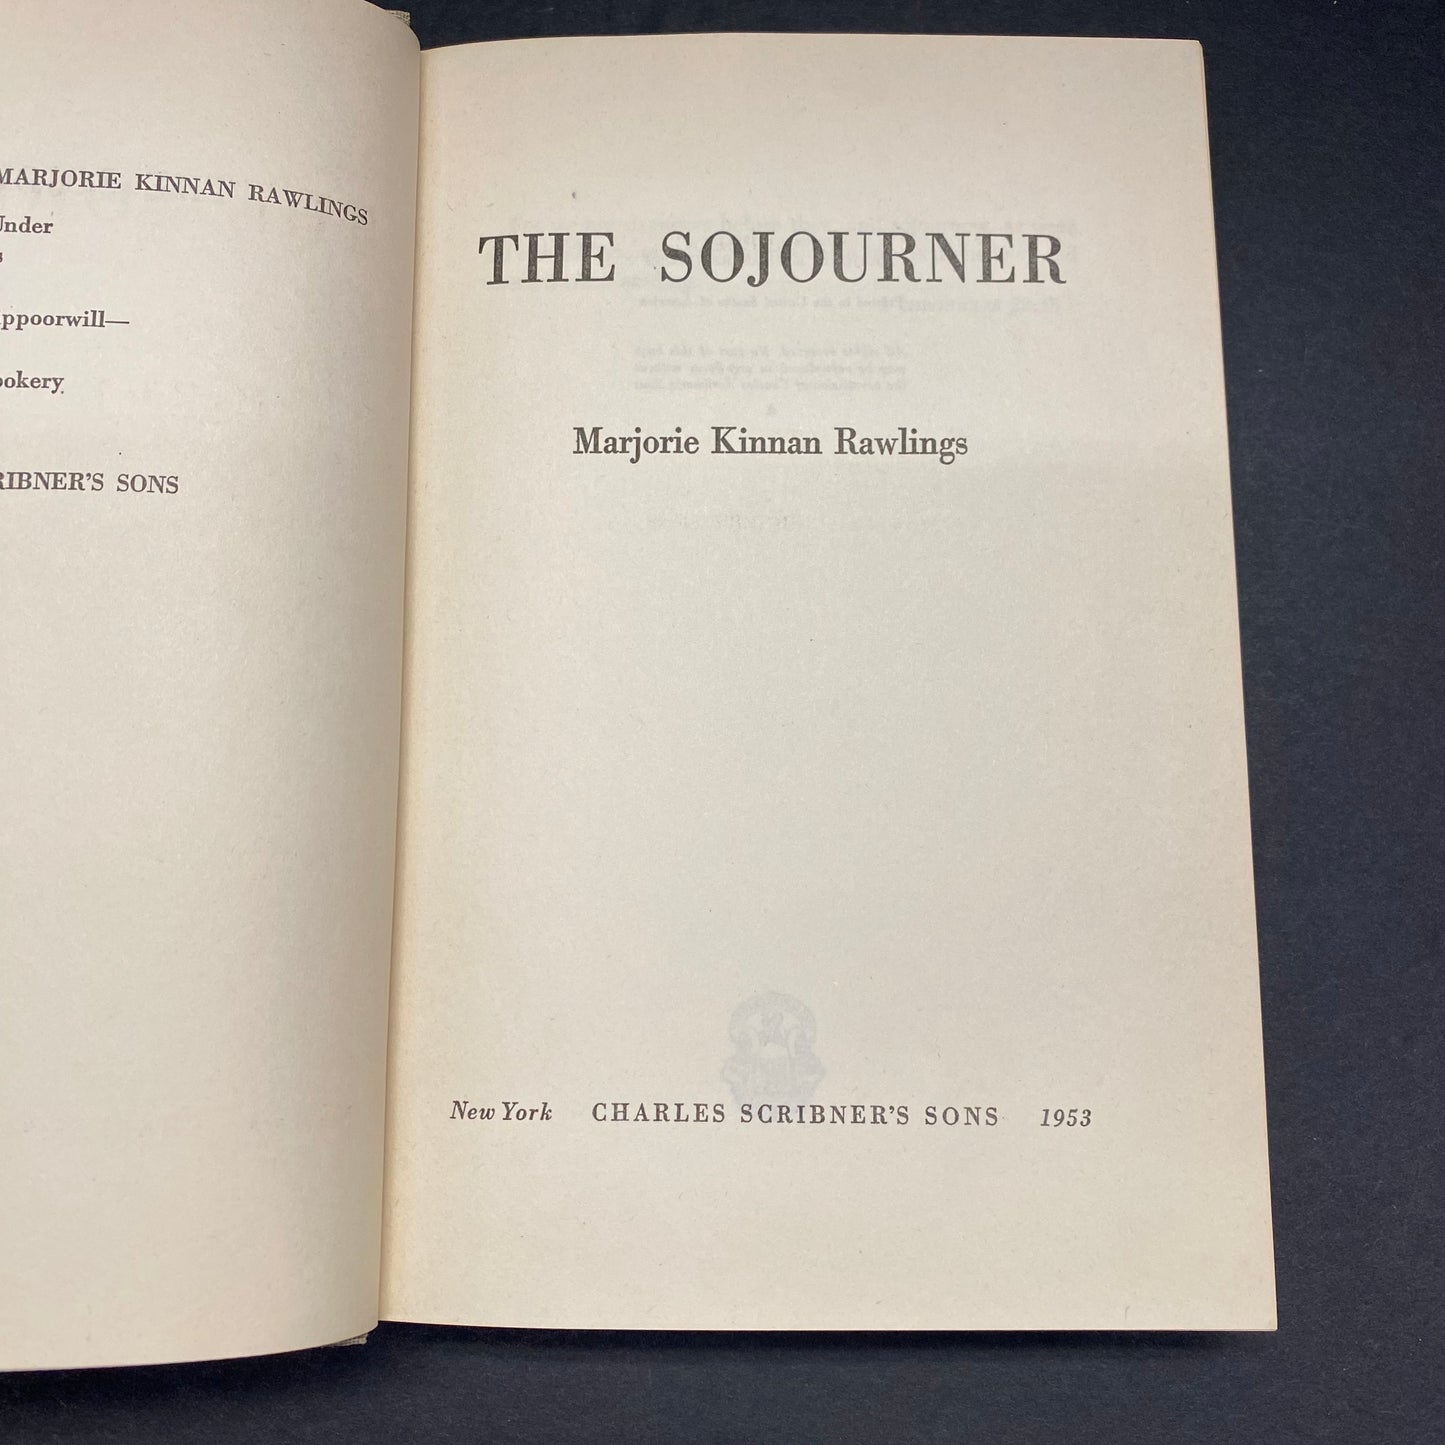 MARJORIE KINNAN RAWLINGS
Under
s
ppoorwill—
ookery
RIBNER'S SONS
THE SOJOURNER
Marjorie Kinnan Rawlings
New York CHARLES SCRIBNER'S SONS 1953